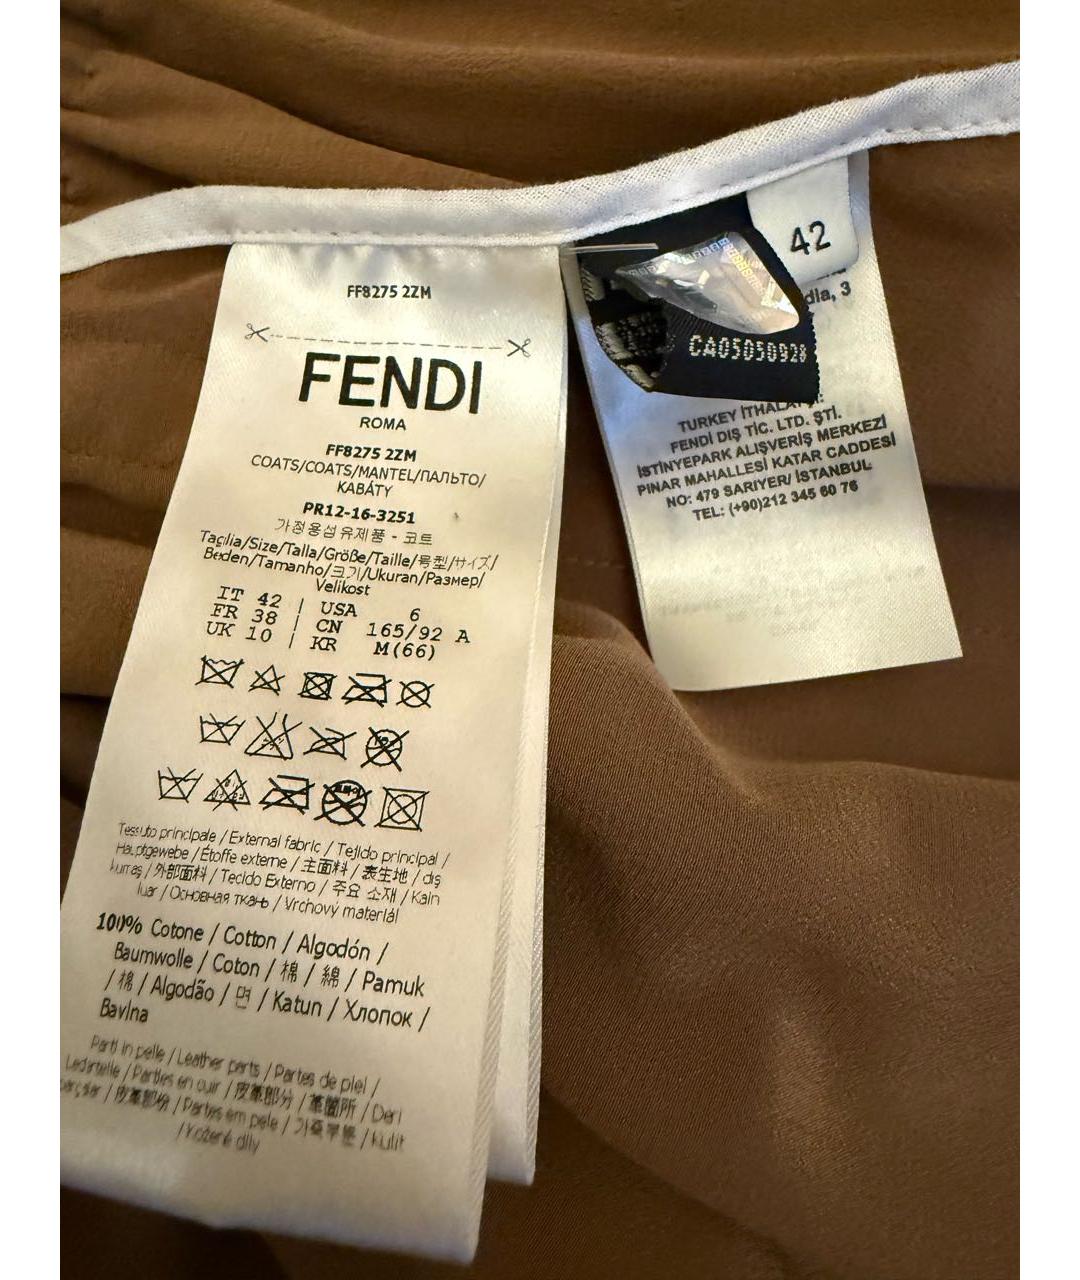 FF8275 2ZM
FENDI
ROMA
FF8275 2ZM
COATS/COATS/MANTEL/ПАЛЬТО/
KABÁTY
PR12-16-3251
가정용섬유제품 - 코트
Taglia/Size/Talla/Größe/Taille/号型/サイズ/
Beden/Tamanho/크기/Ukuran/Размер/
Velikost
IT 42 | USA 6
FR 38 | CN 165/92 A
UK 10 | KR M(66)
Tessuto principale / External fabric / Tejido principal /
Hauptgewebe / Étoffe externe / 主面料 / 表生地 / dış
kumaş / 外部面料 / Tecido Externo / 주요 소재 / Kain
luar / Основная ткань / Vrchový materiál
100% Cotone / Cotton / Algodón /
Baumwolle / Coton / 棉 / 綿 / Pamuk
/ 棉 / Algodão / 면 / Katun / Хлопок /
Bavlna
Parti in pelle / Leather parts / Partes de piel /
Lederteile / Parties en cuir / 皮革部分 / 革箇所 / Deri
parçalar / 皮革部份 / Partes em pele / 가죽부분 / Kulit
/ Kožené díly
42
dla, 3
CA05050928
TURKEY İTHALATÇI:
FENDİ DIŞ TİC. LTD. ŞTİ.
İSTİNYEPARK ALIŞVERİŞ MERKEZİ
PINAR MAHALLESİ KATAR CADDESİ
NO: 479 SARIYER/ İSTANBUL
TEL: (+90)212 345 60 76